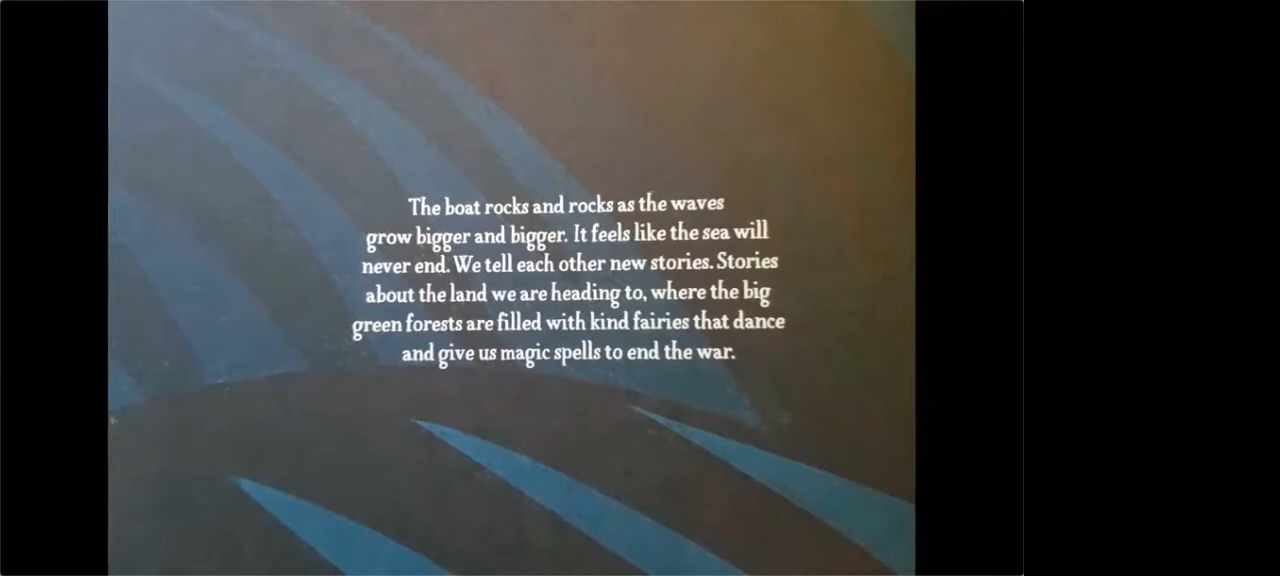 The boat rocks and rocks as the waves
grow bigger and bigger. It feels like the sea will
never end. We tell each other new stories. Stories
about the land we are heading to, where the big
green forests are filled with kind fairies that dance
and give us magic spells to end the war.